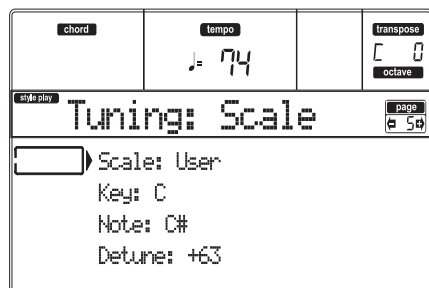 chord tempo transpose
♩= 74 C 0
octave
style play Tuning: Scale page
5
Scale: User
Key: C
Note: C#
Detune: +63